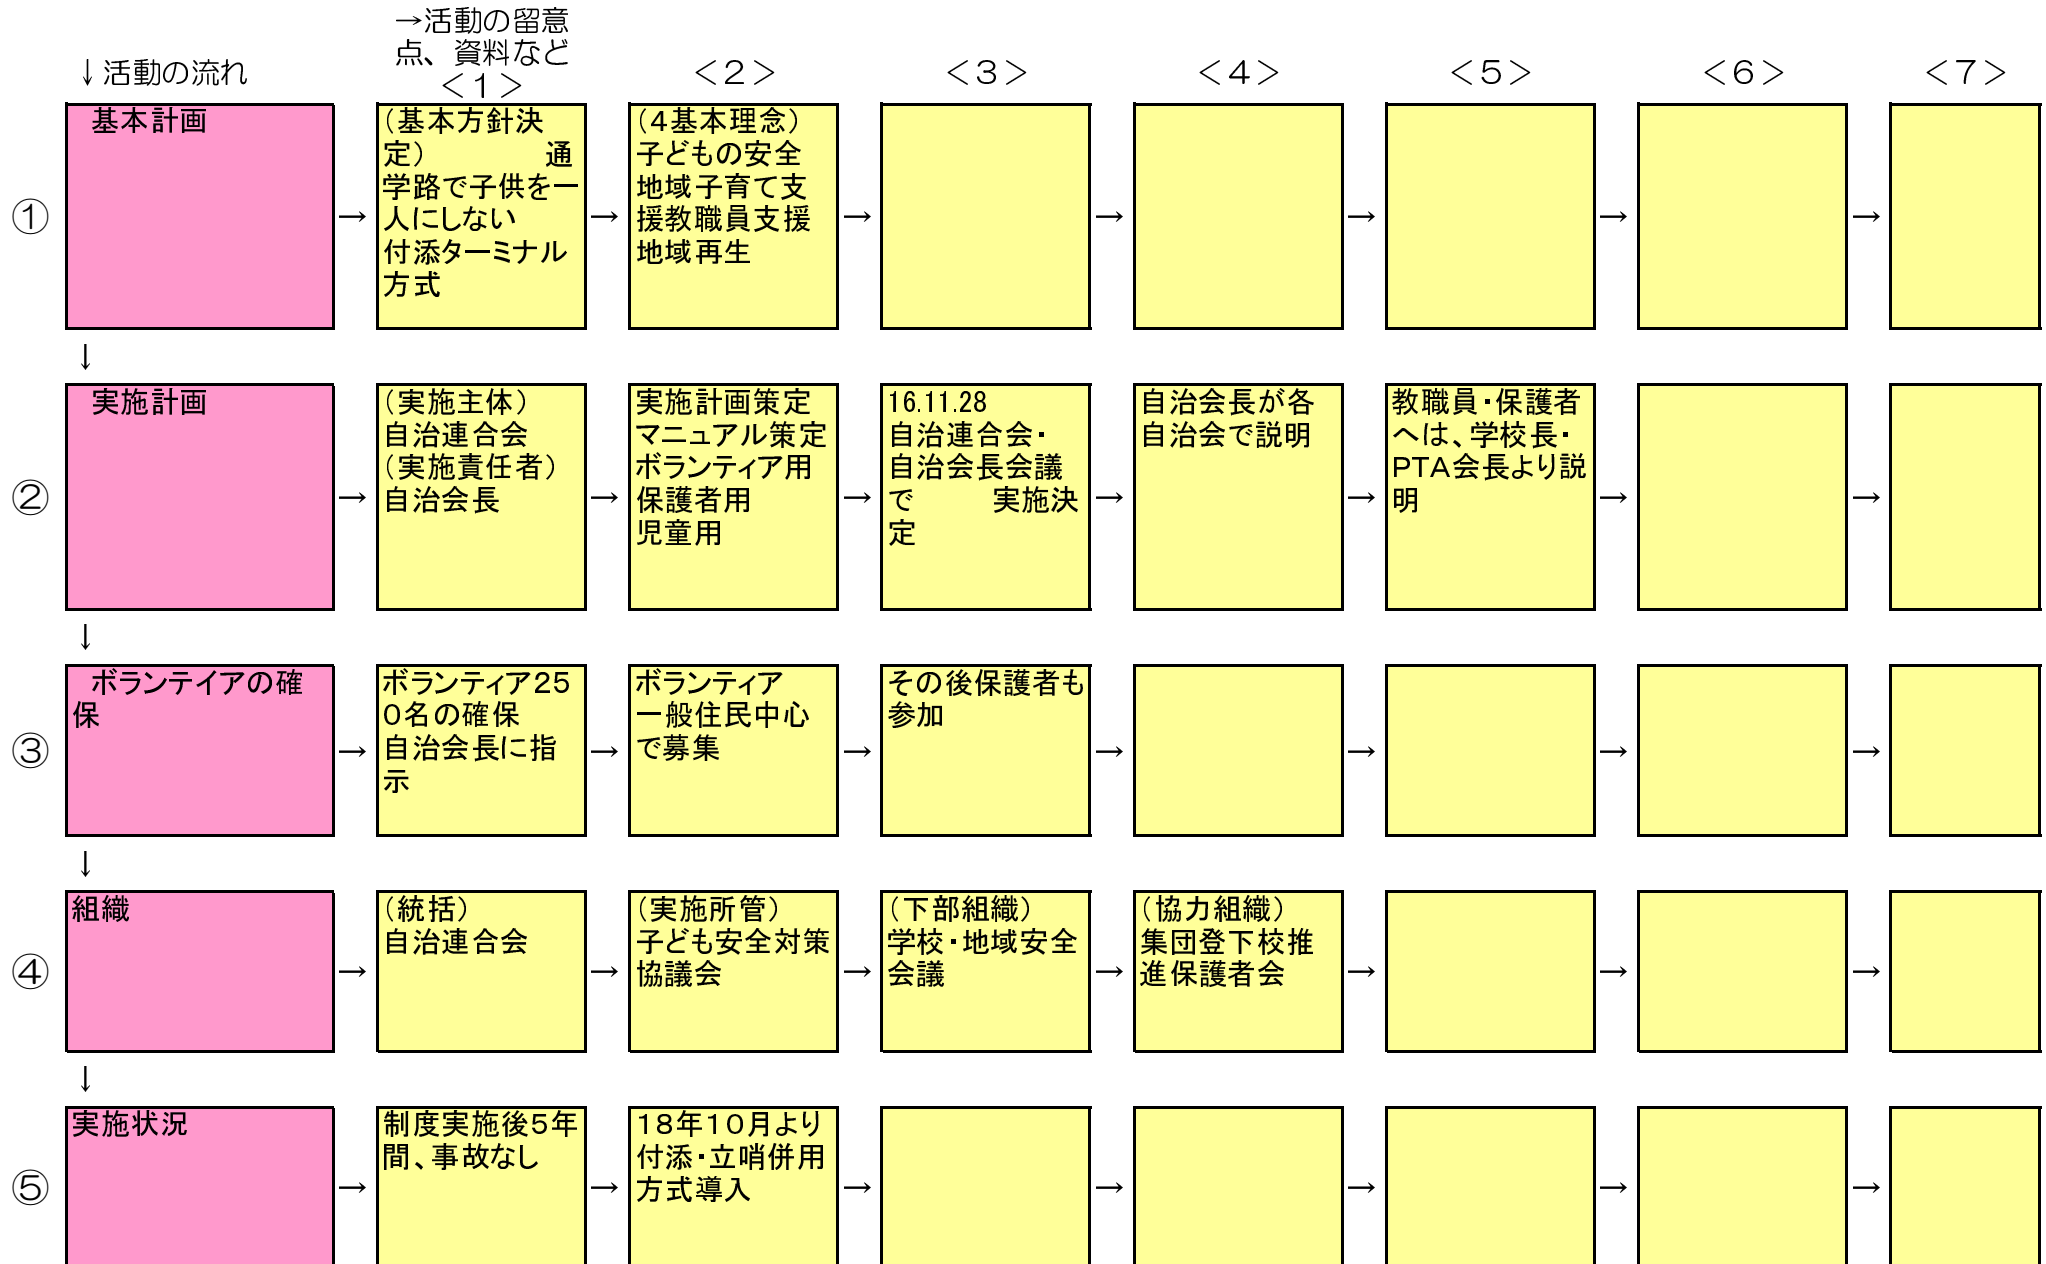 →活動の留意
点、資料など
↓活動の流れ
＜1＞
＜2＞
＜3＞
＜4＞
＜5＞
＜6＞
＜7＞
①
基本計画
→
（基本方針決
定）　　　　通
学路で子供を一
人にしない
付添ターミナル
方式
→
（４基本理念）
子どもの安全
地域子育て支
援教職員支援
地域再生
→
→
→
→
→
↓
②
実施計画
→
（実施主体）
自治連合会
（実施責任者）
自治会長
→
実施計画策定
マニュアル策定
ボランティア用
保護者用
児童用
→
16.11.28
自治連合会・
自治会長会議
で　　　実施決
定
→
自治会長が各
自治会で説明
→
教職員・保護者
へは、学校長・
ＰＴＡ会長より説
明
→
→
↓
③
ボランテイアの確
保
→
ボランティア２５
０名の確保
自治会長に指
示
→
ボランティア
一般住民中心
で募集
→
その後保護者も
参加
→
→
→
→
↓
④
組織
→
（統括）
自治連合会
→
（実施所管）
子ども安全対策
協議会
→
（下部組織）
学校・地域安全
会議
→
（協力組織）
集団登下校推
進保護者会
→
→
→
↓
⑤
実施状況
→
制度実施後５年
間、事故なし
→
１８年１０月より
付添・立哨併用
方式導入
→
→
→
→
→